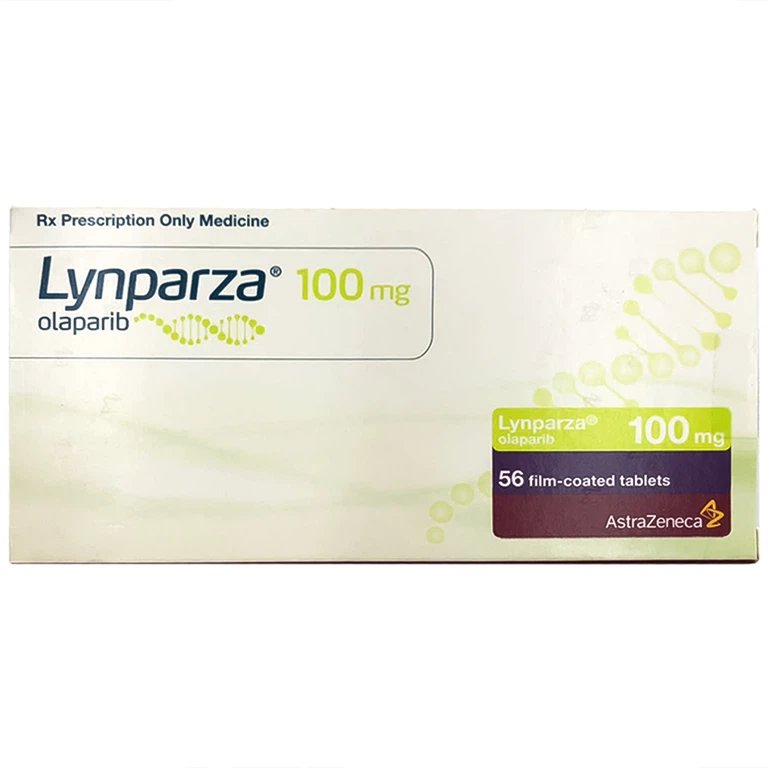 Rx Prescription Only Medicine
Lynparza® 100 mg
olaparib
Lynparza® 100 mg
olaparib
56 film-coated tablets
AstraZeneca